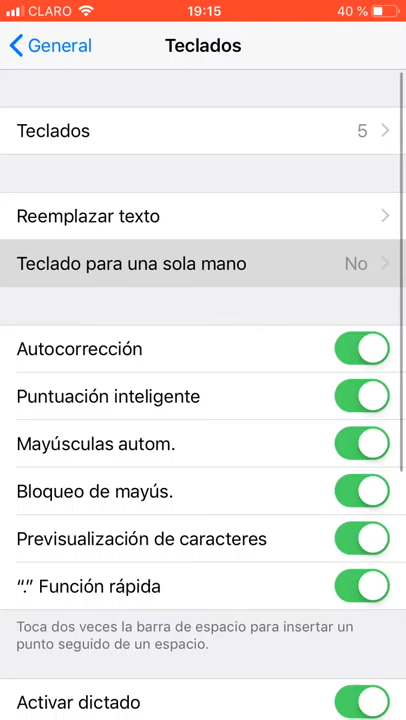 CLARO 19:15 40 %
General Teclados
Teclados 5
Reemplazar texto
Teclado para una sola mano No
Autocorrección
Puntuación inteligente
Mayúsculas autom.
Bloqueo de mayús.
Previsualización de caracteres
“.” Función rápida
Toca dos veces la barra de espacio para insertar un
punto seguido de un espacio.
Activar dictado